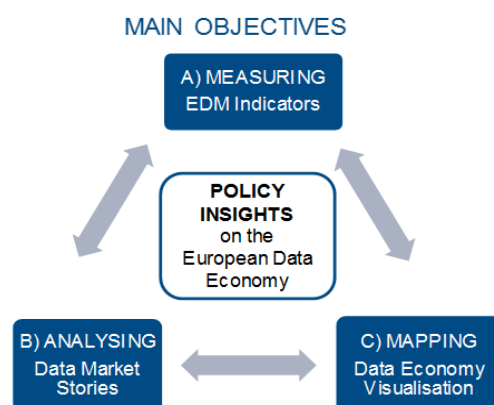 MAIN OBJECTIVES
A) MEASURING
EDM Indicators
POLICY
INSIGHTS
on the
European Data
Economy
B) ANALYSING
Data Market
Stories
C) MAPPING
Data Economy
Visualisation